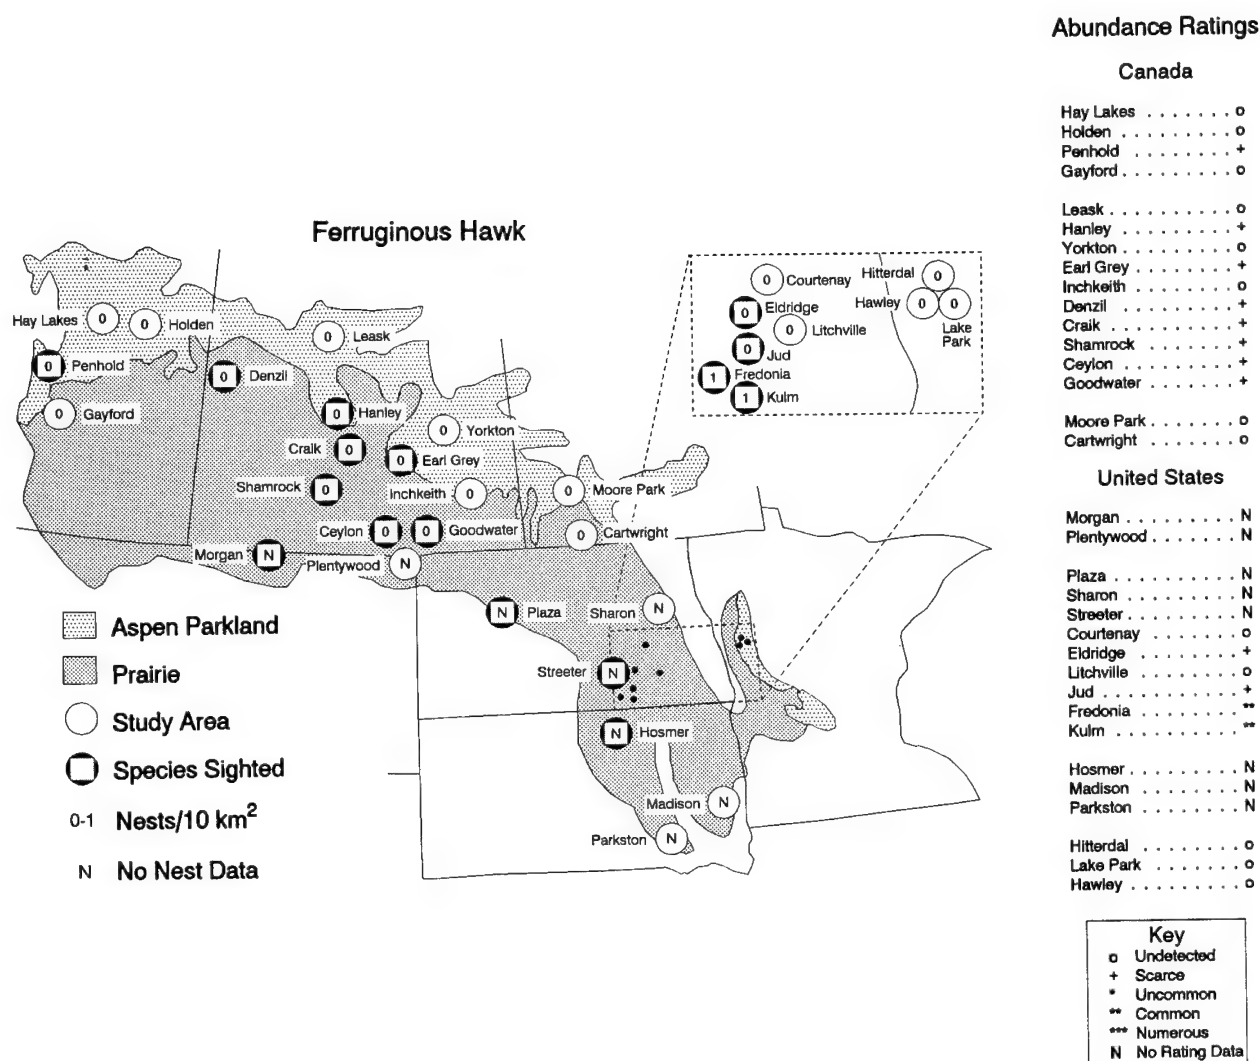 Ferruginous Hawk
Hay Lakes 0
0 Holden
0 Leask
0 Penhold
0 Denzil
0 Gayford
0 Hanley
0 Yorkton
Craik 0
0 Earl Grey
Shamrock 0
Inchkeith 0
0 Moore Park
Ceylon 0
0 Goodwater
0 Cartwright
Morgan N
Plentywood N
N Plaza
Sharon N
Streeter N
N Hosmer
Madison N
Parkston N
0 Courtenay
Hitterdal 0
0 Eldridge
Hawley 0 0
0 Litchville
Lake
Park
0 Jud
1 Fredonia
1 Kulm
Aspen Parkland
Prairie
Study Area
Species Sighted
0-1 Nests/10 km²
N No Nest Data
Abundance Ratings
Canada
Hay Lakes . . . . . . . o
Holden . . . . . . . . . o
Penhold . . . . . . . . +
Gayford . . . . . . . . . o
Leask . . . . . . . . . . o
Hanley . . . . . . . . . +
Yorkton . . . . . . . . . o
Earl Grey . . . . . . . +
Inchkeith . . . . . . . . o
Denzil . . . . . . . . . +
Craik . . . . . . . . . . +
Shamrock . . . . . . . +
Ceylon . . . . . . . . . +
Goodwater . . . . . . +
Moore Park . . . . . . o
Cartwright . . . . . . . o
United States
Morgan . . . . . . . . . N
Plentywood . . . . . . . N
Plaza . . . . . . . . . . N
Sharon . . . . . . . . . N
Streeter . . . . . . . . . N
Courtenay . . . . . . . o
Eldridge . . . . . . . . +
Litchville . . . . . . . . o
Jud . . . . . . . . . . . +
Fredonia . . . . . . . . **
Kulm . . . . . . . . . . **
Hosmer . . . . . . . . . N
Madison . . . . . . . . N
Parkston . . . . . . . . N
Hitterdal . . . . . . . . o
Lake Park . . . . . . . o
Hawley . . . . . . . . . o
Key
o Undetected
+ Scarce
* Uncommon
** Common
*** Numerous
N No Rating Data